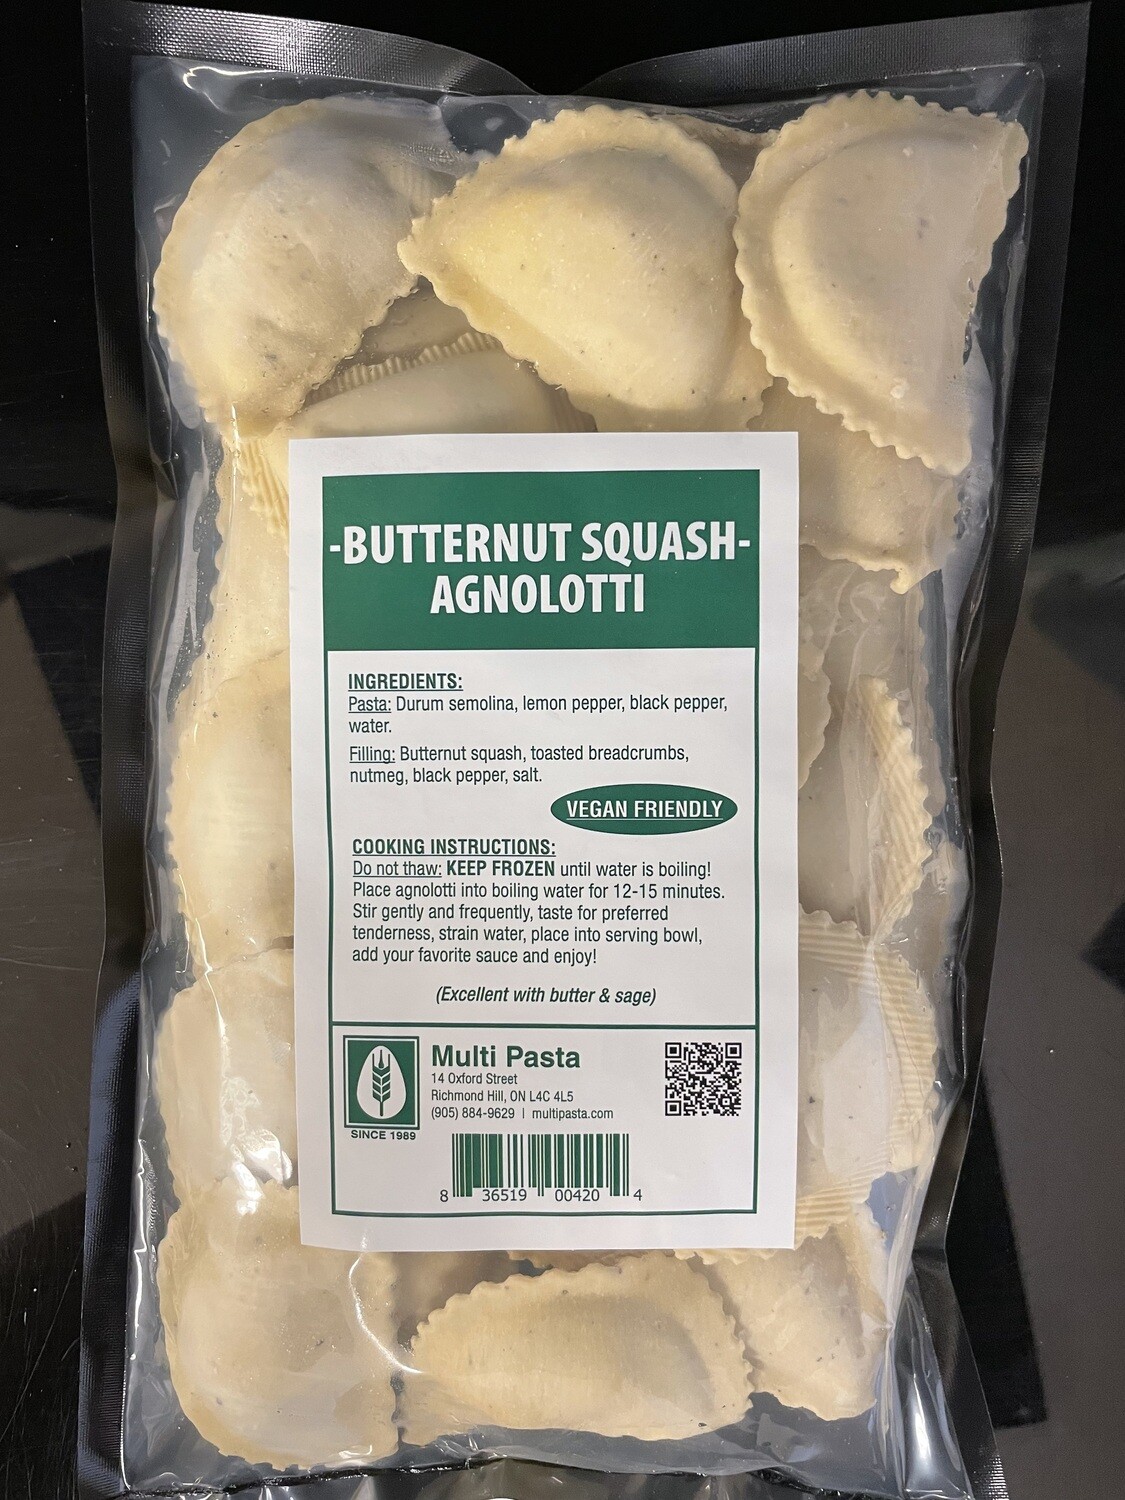 -BUTTERNUT SQUASH-
AGNOLOTTI
INGREDIENTS:
Pasta: Durum semolina, lemon pepper, black pepper,
water.
Filling: Butternut squash, toasted breadcrumbs,
nutmeg, black pepper, salt.
VEGAN FRIENDLY
COOKING INSTRUCTIONS:
Do not thaw: KEEP FROZEN until water is boiling!
Place agnolotti into boiling water for 12-15 minutes.
Stir gently and frequently, taste for preferred
tenderness, strain water, place into serving bowl,
add your favorite sauce and enjoy!
(Excellent with butter & sage)
Multi Pasta
14 Oxford Street
Richmond Hill, ON L4C 4L5
(905) 884-9629 | multipasta.com
SINCE 1989
8 36519 00420 4